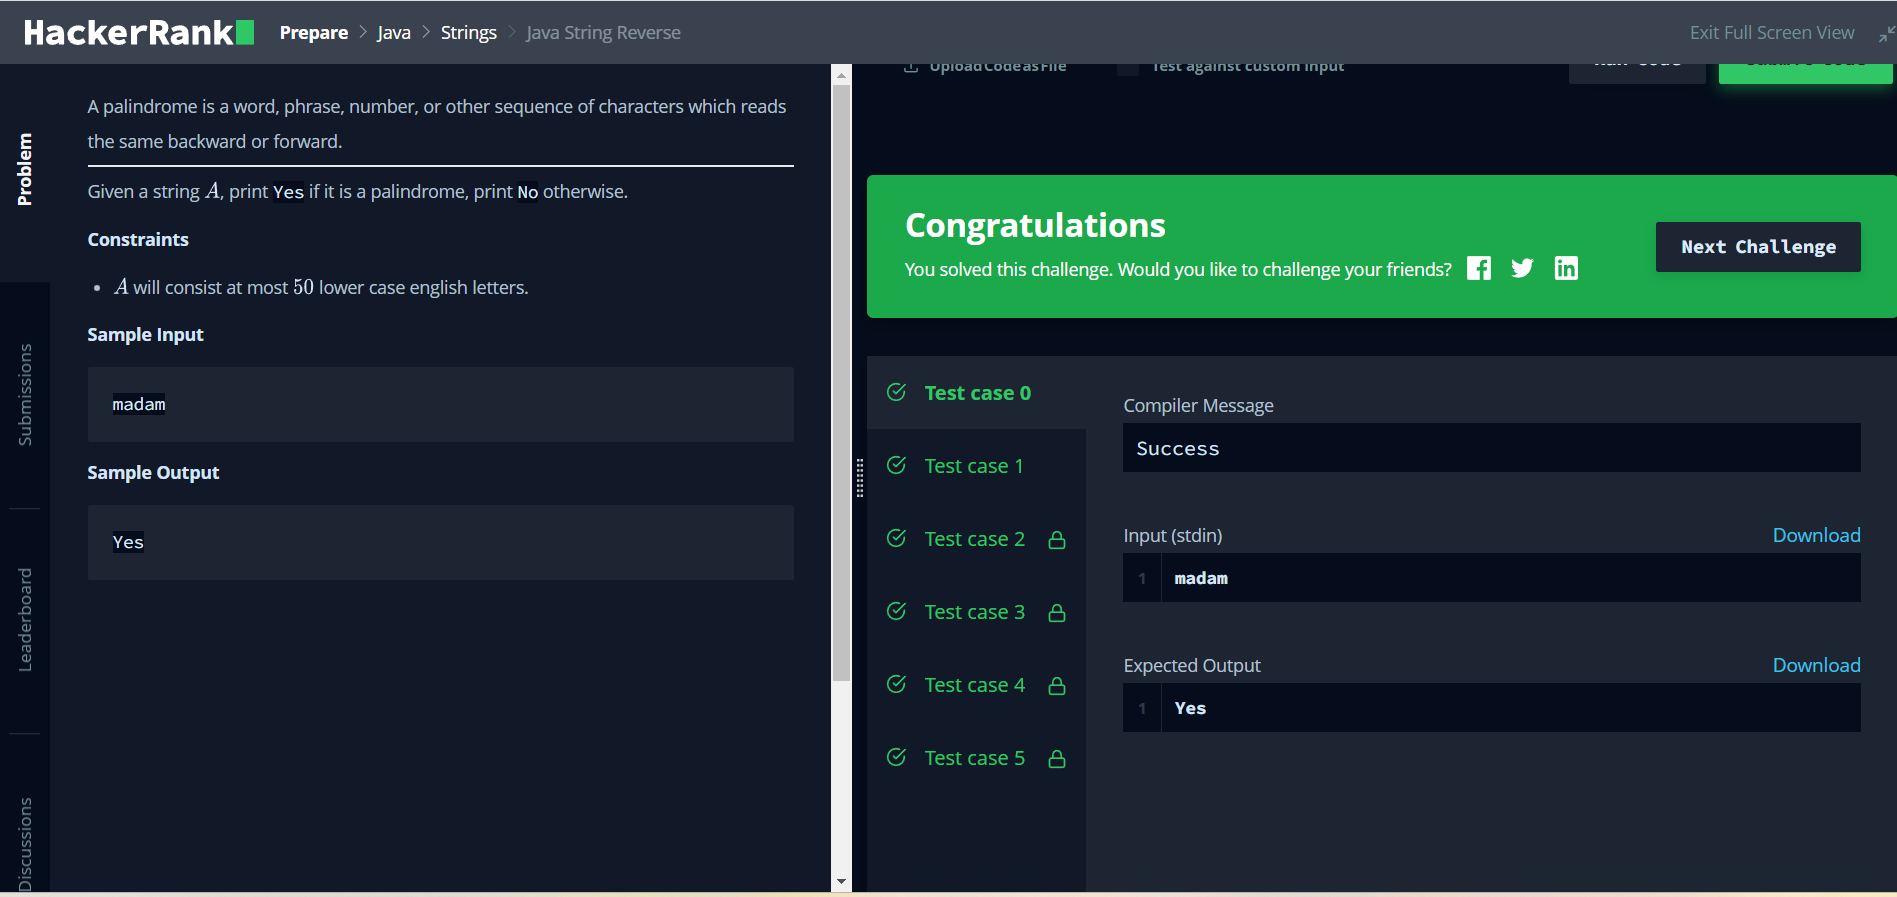 HackerRank
Prepare > Java > Strings > Java String Reverse
Exit Full Screen View
Problem
Submissions
Leaderboard
Discussions
A palindrome is a word, phrase, number, or other sequence of characters which reads
the same backward or forward.
Given a string A, print Yes if it is a palindrome, print No otherwise.
Constraints
• A will consist at most 50 lower case english letters.
Sample Input
madam
Sample Output
Yes
Upload Code as File
Test against custom input
Run Code
Submit Code
Congratulations
You solved this challenge. Would you like to challenge your friends?
Next Challenge
Test case 0
Test case 1
Test case 2
Test case 3
Test case 4
Test case 5
Compiler Message
Success
Input (stdin)
Download
1 madam
Expected Output
Download
1 Yes